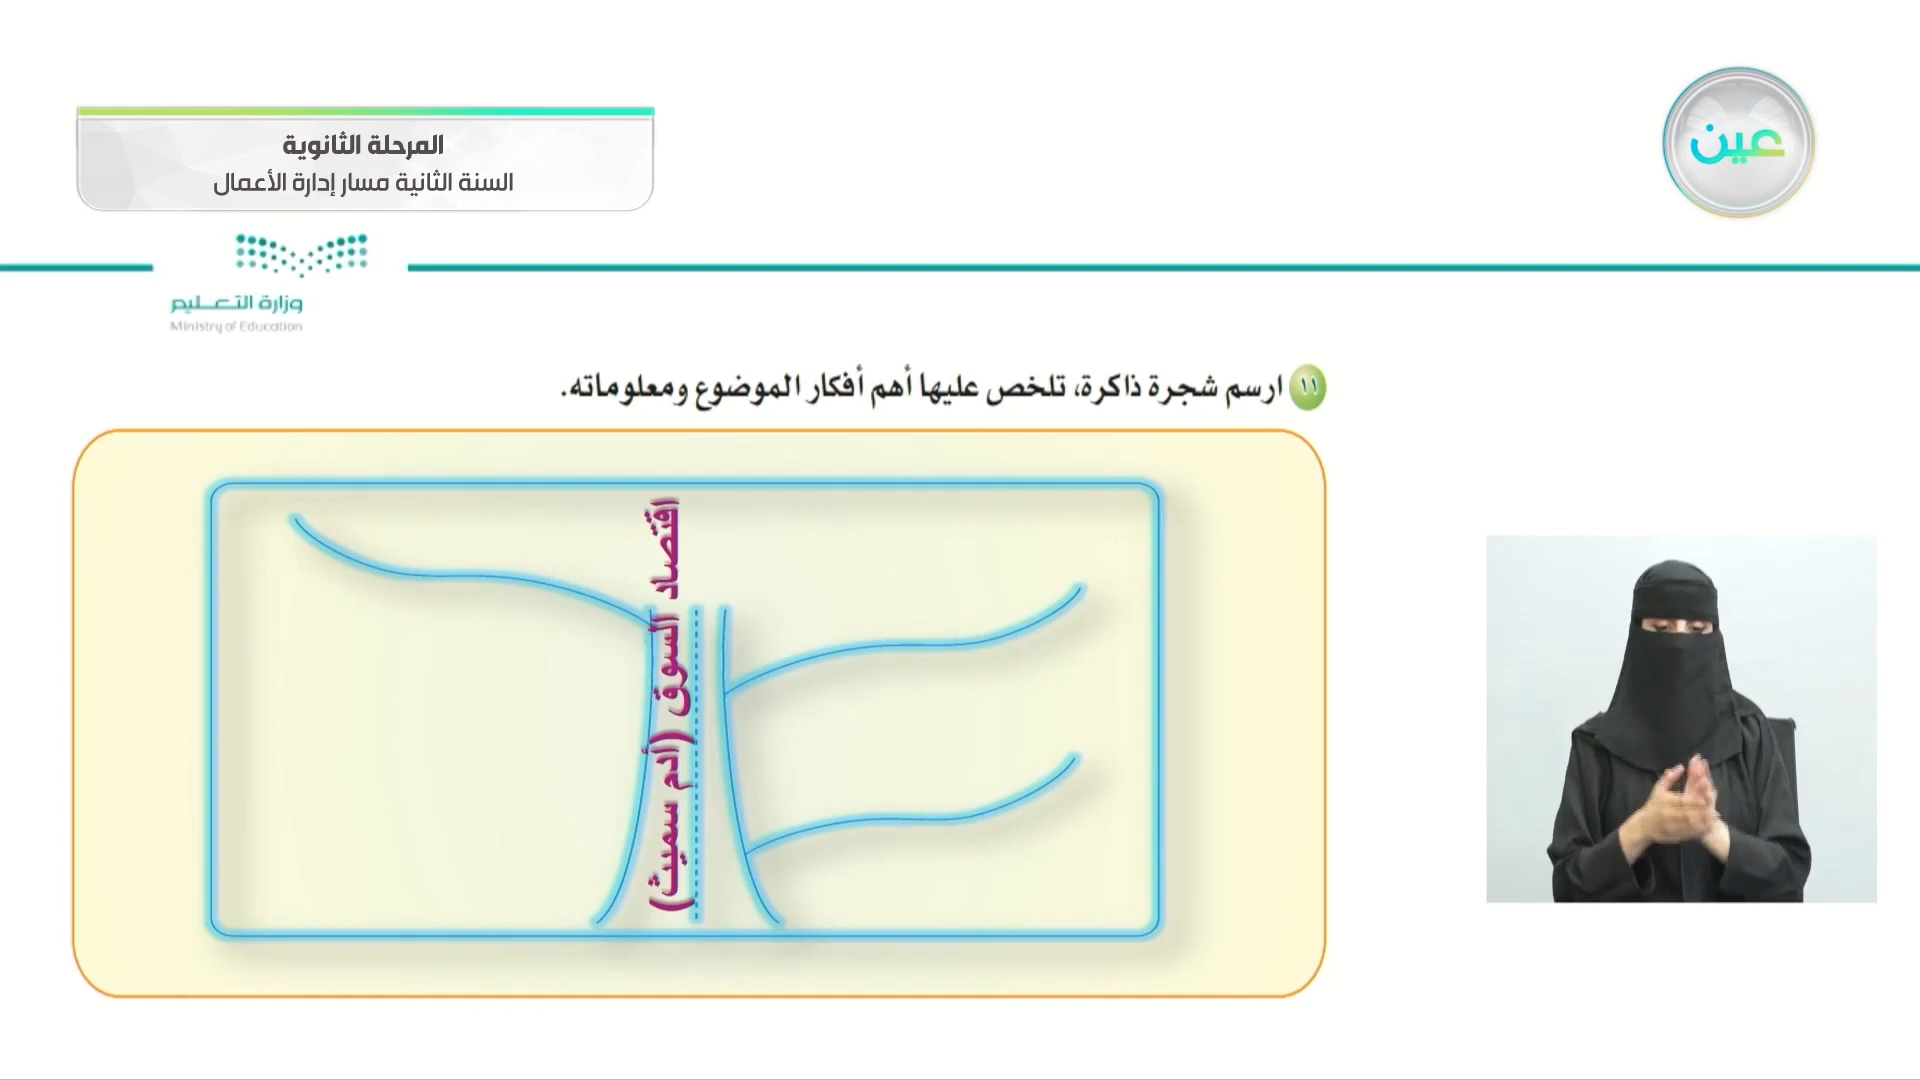 المرحلة الثانوية
السنة الثانية مسار إدارة الأعمال
عين
وزارة التعليم
Ministry of Education
١١ ارسم شجرة ذاكرة، تلخص عليها أهم أفكار الموضوع ومعلوماته.
اقتصاد السوق (أدم سميث)